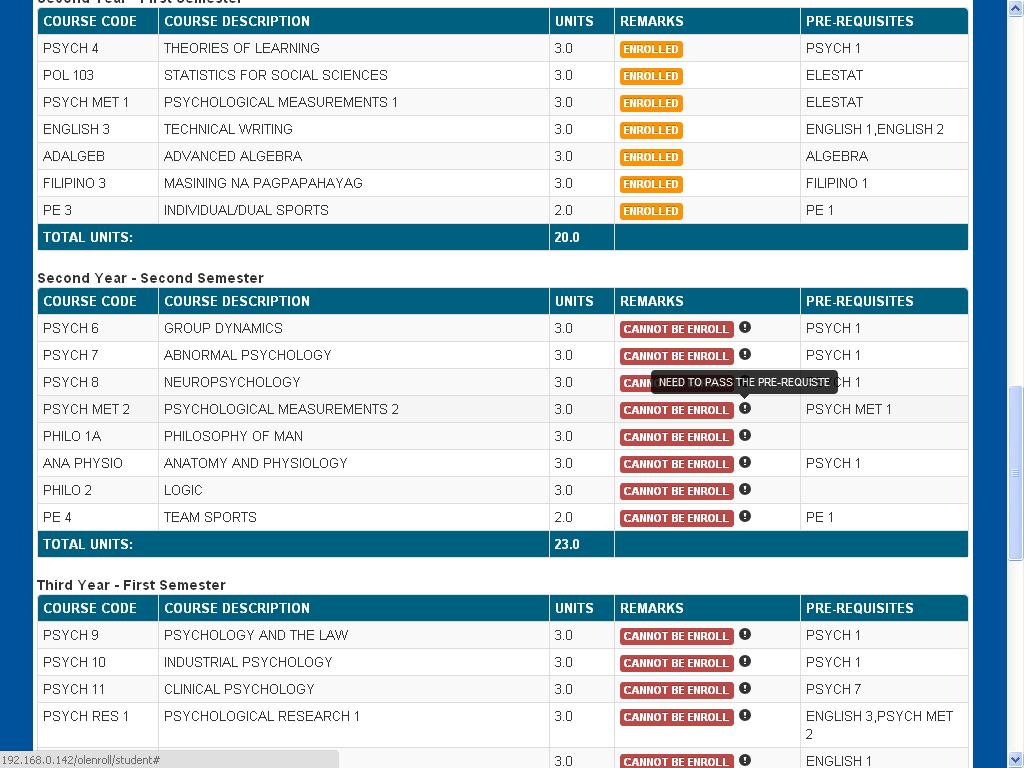 Second Year - First Semester
COURSE CODE COURSE DESCRIPTION UNITS REMARKS PRE-REQUISITES
PSYCH 4 THEORIES OF LEARNING 3.0 ENROLLED PSYCH 1
POL 103 STATISTICS FOR SOCIAL SCIENCES 3.0 ENROLLED ELESTAT
PSYCH MET 1 PSYCHOLOGICAL MEASUREMENTS 1 3.0 ENROLLED ELESTAT
ENGLISH 3 TECHNICAL WRITING 3.0 ENROLLED ENGLISH 1,ENGLISH 2
ADALGEB ADVANCED ALGEBRA 3.0 ENROLLED ALGEBRA
FILIPINO 3 MASINING NA PAGPAPAHAYAG 3.0 ENROLLED FILIPINO 1
PE 3 INDIVIDUAL/DUAL SPORTS 2.0 ENROLLED PE 1
TOTAL UNITS: 20.0
Second Year - Second Semester
COURSE CODE COURSE DESCRIPTION UNITS REMARKS PRE-REQUISITES
PSYCH 6 GROUP DYNAMICS 3.0 CANNOT BE ENROLL PSYCH 1
PSYCH 7 ABNORMAL PSYCHOLOGY 3.0 CANNOT BE ENROLL PSYCH 1
PSYCH 8 NEUROPSYCHOLOGY 3.0 NEED TO PASS THE PRE-REQUISTE CH 1
PSYCH MET 2 PSYCHOLOGICAL MEASUREMENTS 2 3.0 CANNOT BE ENROLL PSYCH MET 1
PHILO 1A PHILOSOPHY OF MAN 3.0 CANNOT BE ENROLL
ANA PHYSIO ANATOMY AND PHYSIOLOGY 3.0 CANNOT BE ENROLL PSYCH 1
PHILO 2 LOGIC 3.0 CANNOT BE ENROLL
PE 4 TEAM SPORTS 2.0 CANNOT BE ENROLL PE 1
TOTAL UNITS: 23.0
Third Year - First Semester
COURSE CODE COURSE DESCRIPTION UNITS REMARKS PRE-REQUISITES
PSYCH 9 PSYCHOLOGY AND THE LAW 3.0 CANNOT BE ENROLL PSYCH 1
PSYCH 10 INDUSTRIAL PSYCHOLOGY 3.0 CANNOT BE ENROLL PSYCH 1
PSYCH 11 CLINICAL PSYCHOLOGY 3.0 CANNOT BE ENROLL PSYCH 7
PSYCH RES 1 PSYCHOLOGICAL RESEARCH 1 3.0 CANNOT BE ENROLL ENGLISH 3,PSYCH MET
2
192.168.0.142/olenroll/student# 3.0 CANNOT BE ENROLL ENGLISH 1